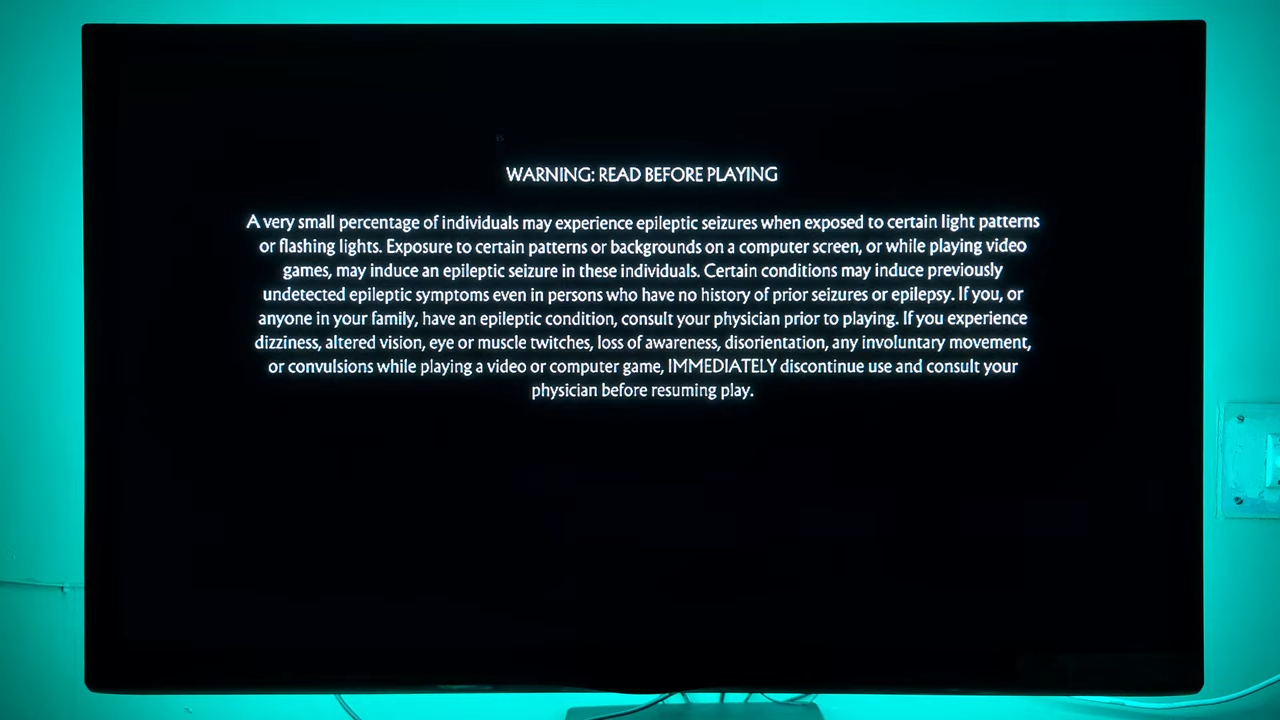 WARNING: READ BEFORE PLAYING
A very small percentage of individuals may experience epileptic seizures when exposed to certain light patterns
or flashing lights. Exposure to certain patterns or backgrounds on a computer screen, or while playing video
games, may induce an epileptic seizure in these individuals. Certain conditions may induce previously
undetected epileptic symptoms even in persons who have no history of prior seizures or epilepsy. If you, or
anyone in your family, have an epileptic condition, consult your physician prior to playing. If you experience
dizziness, altered vision, eye or muscle twitches, loss of awareness, disorientation, any involuntary movement,
or convulsions while playing a video or computer game, IMMEDIATELY discontinue use and consult your
physician before resuming play.